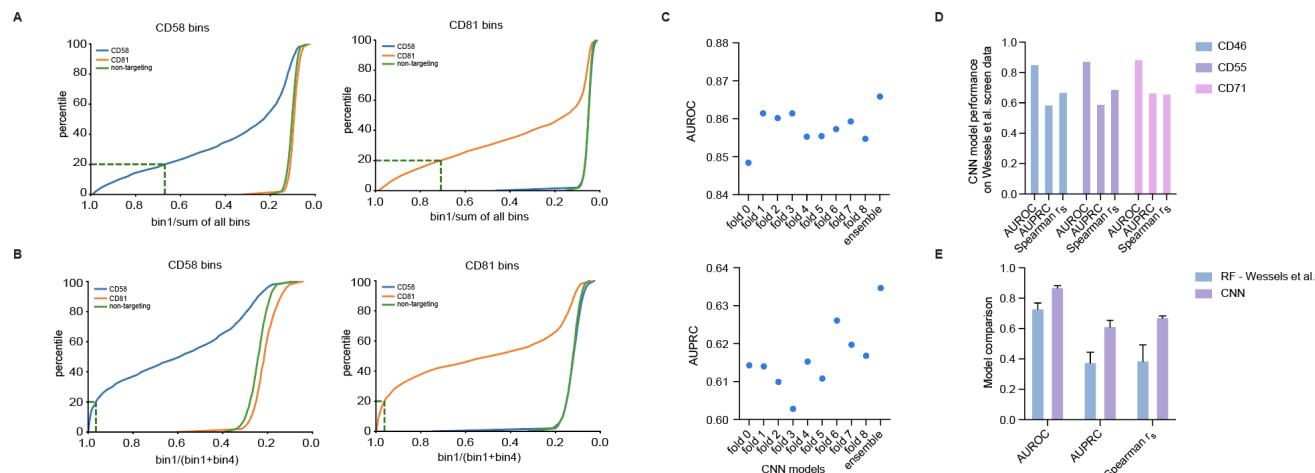 A
CD58 bins
percentile
100
80
60
40
20
0
CD58
CD81
non-targeting
1.0 0.8 0.6 0.4 0.2 0.0
bin1/sum of all bins
CD81 bins
percentile
100
80
60
40
20
0
CD58
CD81
non-targeting
1.0 0.8 0.6 0.4 0.2 0.0
bin1/sum of all bins
B
CD58 bins
percentile
100
80
60
40
20
0
CD58
CD81
non-targeting
1.0 0.8 0.6 0.4 0.2 0.0
bin1/(bin1+bin4)
CD81 bins
percentile
100
80
60
40
20
0
CD58
CD81
non-targeting
1.0 0.8 0.6 0.4 0.2 0.0
bin1/(bin1+bin4)
C
AUROC
0.88
0.87
0.86
0.85
0.84
fold 0
fold 1
fold 2
fold 3
fold 4
fold 5
fold 6
fold 7
fold 8
ensemble
AUPRC
0.64
0.63
0.62
0.61
0.60
fold 0
fold 1
fold 2
fold 3
fold 4
fold 5
fold 6
fold 7
fold 8
ensemble
CNN models
D
CNN model performance
on Wessels et al. screen data
1.0
0.8
0.6
0.4
0.2
0.0
AUROC
AUPRC
Spearman rs
AUROC
AUPRC
Spearman rs
AUROC
AUPRC
Spearman rs
CD46
CD55
CD71
E
Model comparison
1.0
0.8
0.6
0.4
0.2
0.0
AUROC
AUPRC
Spearman rs
RF - Wessels et al.
CNN